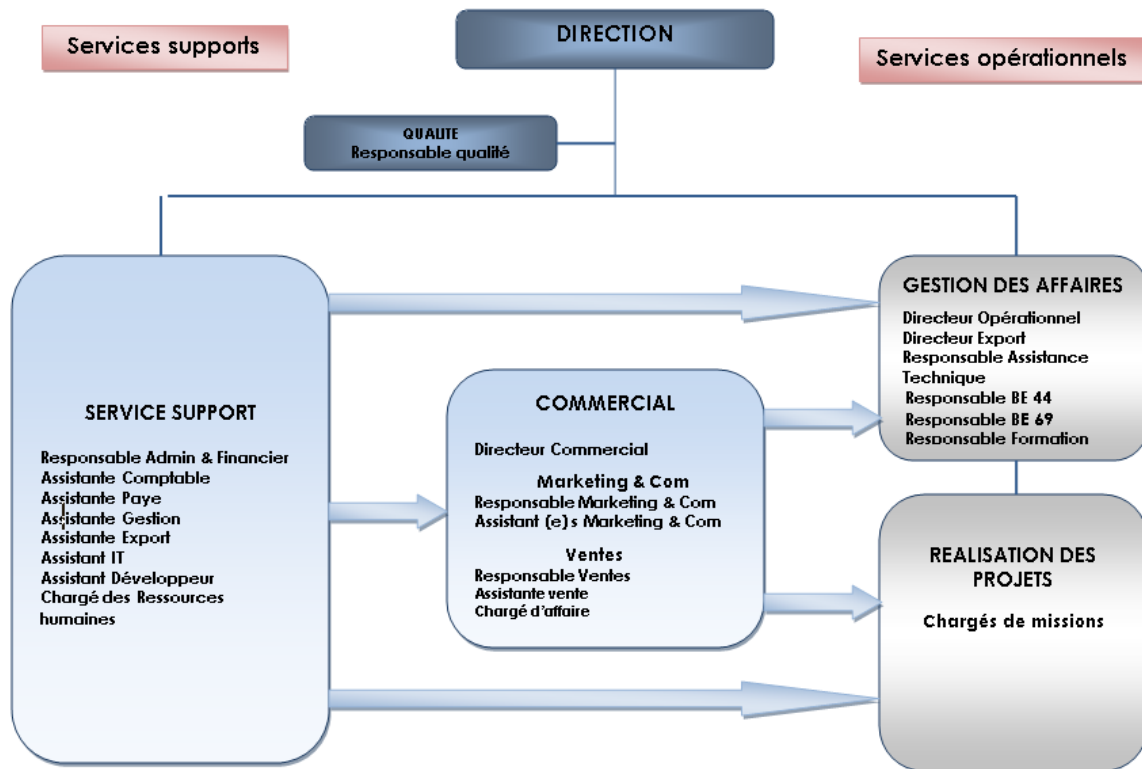 Services supports
DIRECTION
Services opérationnels
QUALITE
Responsable qualité
SERVICE SUPPORT
Responsable Admin & Financier
Assistante Comptable
Assistante Paye
Assistante Gestion
Assistante Export
Assistant IT
Assistant Développeur
Chargé des Ressources
humaines
COMMERCIAL
Directeur Commercial
Marketing & Com
Responsable Marketing & Com
Assistant (e)s Marketing & Com
Ventes
Responsable Ventes
Assistante vente
Chargé d'affaire
GESTION DES AFFAIRES
Directeur Opérationnel
Directeur Export
Responsable Assistance
Technique
Responsable BE 44
Responsable BE 69
Responsable Formation
REALISATION DES
PROJETS
Chargés de missions